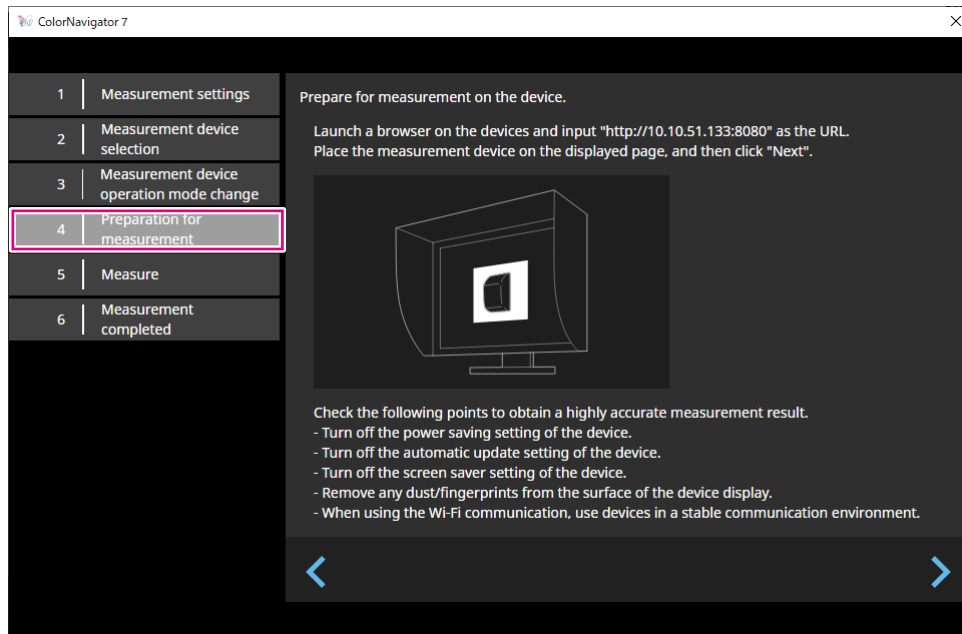 ColorNavigator 7
1 Measurement settings
2 Measurement device
selection
3 Measurement device
operation mode change
4 Preparation for
measurement
5 Measure
6 Measurement
completed
Prepare for measurement on the device.
Launch a browser on the devices and input "http://10.10.51.133:8080" as the URL.
Place the measurement device on the displayed page, and then click "Next".
Check the following points to obtain a highly accurate measurement result.
- Turn off the power saving setting of the device.
- Turn off the automatic update setting of the device.
- Turn off the screen saver setting of the device.
- Remove any dust/fingerprints from the surface of the device display.
- When using the Wi-Fi communication, use devices in a stable communication environment.